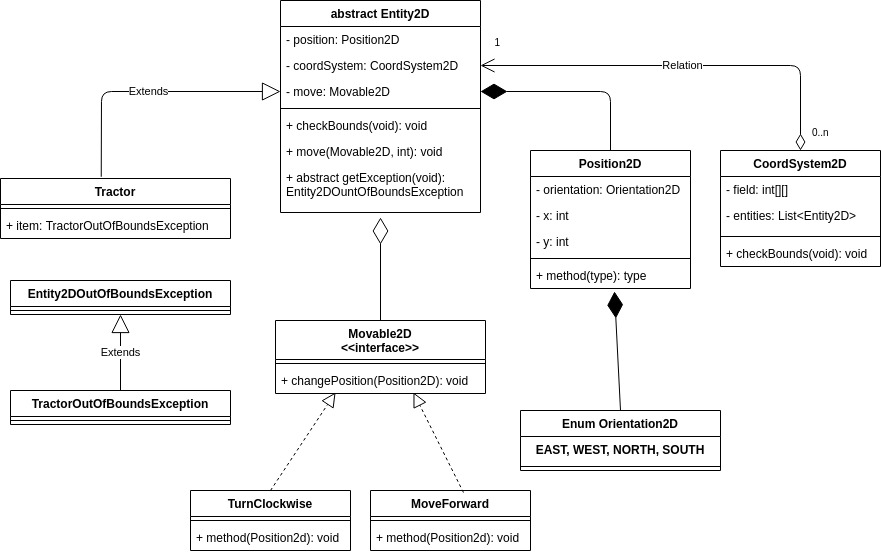 abstract Entity2D
- position: Position2D
- coordSystem: CoordSystem2D
- move: Movable2D
+ checkBounds(void): void
+ move(Movable2D, int): void
+ abstract getException(void):
Entity2DOuntOfBoundsException
1
Relation
0..n
Extends
Tractor
+ item: TractorOutOfBoundsException
Position2D
- orientation: Orientation2D
- x: int
- y: int
+ method(type): type
CoordSystem2D
- field: int[][]
- entities: List<Entity2D>
+ checkBounds(void): void
Entity2DOutOfBoundsException
Extends
TractorOutOfBoundsException
Movable2D
<<interface>>
+ changePosition(Position2D): void
Enum Orientation2D
EAST, WEST, NORTH, SOUTH
TurnClockwise
+ method(Position2d): void
MoveForward
+ method(Position2d): void